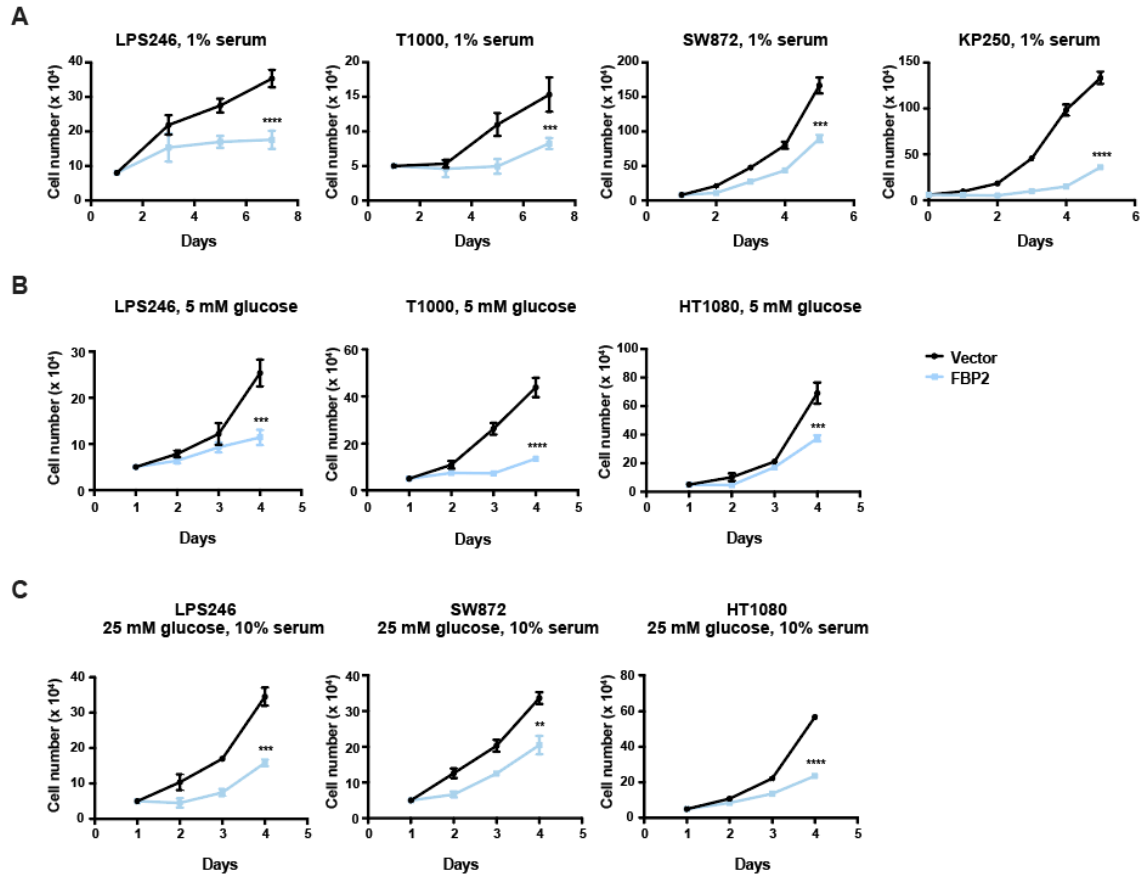 A
LPS246, 1% serum
T1000, 1% serum
SW872, 1% serum
KP250, 1% serum
Cell number (x 10⁴)
40
30
20
10
0
0 2 4 6 8
Days
****
Cell number (x 10⁴)
15
10
5
0
0 2 4 6 8
Days
***
Cell number (x 10⁴)
200
150
100
50
0
0 2 4 6
Days
***
Cell number (x 10⁴)
150
100
50
0
0 2 4 6
Days
****
B
LPS246, 5 mM glucose
T1000, 5 mM glucose
HT1080, 5 mM glucose
Cell number (x 10⁴)
30
20
10
0
0 1 2 3 4 5
Days
***
Cell number (x 10⁴)
60
40
20
0
0 1 2 3 4 5
Days
****
Cell number (x 10⁴)
100
80
60
40
20
0
0 1 2 3 4 5
Days
***
Vector
FBP2
C
LPS246
25 mM glucose, 10% serum
SW872
25 mM glucose, 10% serum
HT1080
25 mM glucose, 10% serum
Cell number (x 10⁴)
40
30
20
10
0
0 1 2 3 4 5
Days
***
Cell number (x 10⁴)
40
30
20
10
0
0 1 2 3 4 5
Days
**
Cell number (x 10⁴)
80
60
40
20
0
0 1 2 3 4 5
Days
****